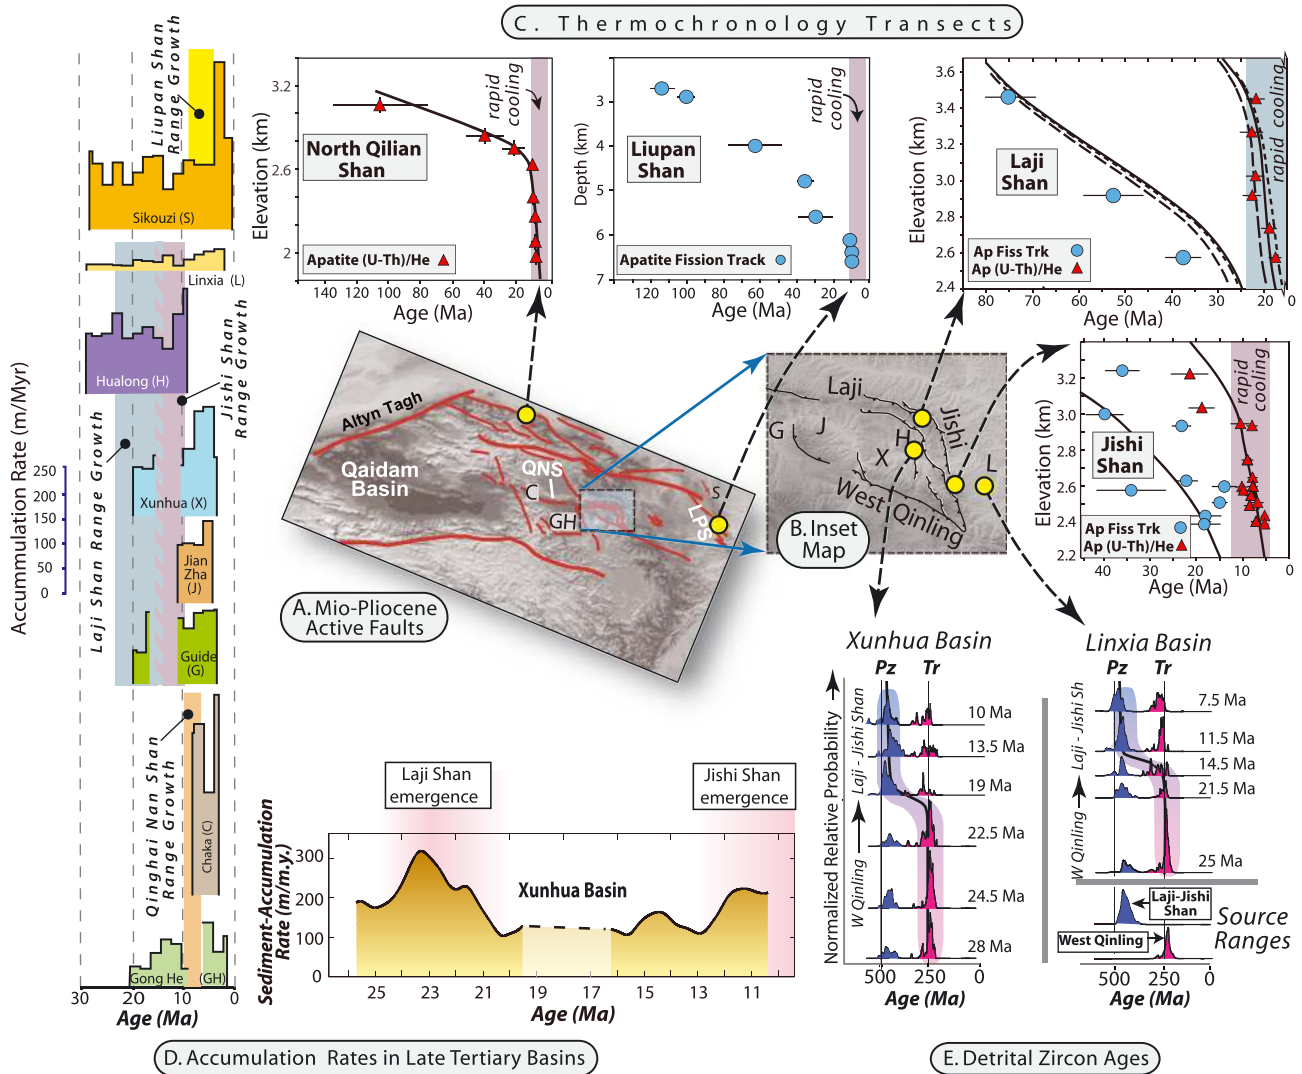 C. Thermochronology Transects
Liupan Shan
Range Growth
Sikouzi (S)
Linxia (L)
Hualong (H)
Jishi Shan
Range Growth
Laji Shan Range Growth
Accummulation Rate (m/Myr)
250
200
150
100
50
0
Xunhua (X)
Jian
Zha
(J)
Guide
(G)
Qinghai Nan Shan
Range Growth
Chaka (C)
Gong He
(GH)
30
20
10
0
Age (Ma)
Elevation (km)
3.2
2.6
2
rapid
cooling
North Qilian
Shan
Apatite (U-Th)/He
160 140 120 100 80 60 40 20 0
Age (Ma)
Depth (km)
3
4
5
6
7
rapid
cooling
Liupan
Shan
Apatite Fission Track
120 100 80 60 40 20 0
Age (Ma)
Elevation (km)
3.6
3.4
3.2
3.0
2.8
2.6
2.4
rapid cooling
Laji
Shan
Ap Fiss Trk
Ap (U-Th)/He
80 70 60 50 40 30 20 10 0
Age (Ma)
Elevation (km)
3.2
3.0
2.8
2.6
2.4
2.2
rapid
cooling
Jishi
Shan
Ap Fiss Trk
Ap (U-Th)/He
40 30 20 10 0
Age (Ma)
Altyn Tagh
Qaidam
Basin
QNS
C
GH
S
LPS
A. Mio-Pliocene
Active Faults
Laji
Jishi
G
J
H
X
L
West Qinling
B. Inset
Map
Laji Shan
emergence
Jishi Shan
emergence
Sediment-Accumulation
Rate (m/m.y.)
300
200
100
0
Xunhua Basin
25 23 21 19 17 15 13 11
Age (Ma)
D. Accumulation Rates in Late Tertiary Basins
Xunhua Basin
Pz
Tr
Normalized Relative Probability
W Qinling
Laji - Jishi Shan
10 Ma
13.5 Ma
19 Ma
22.5 Ma
24.5 Ma
28 Ma
500
250
0
Age (Ma)
Linxia Basin
Pz
Tr
W Qinling
Laji - Jishi Sh
7.5 Ma
11.5 Ma
14.5 Ma
21.5 Ma
25 Ma
Laji-Jishi
Shan
West Qinling
Source
Ranges
500
250
0
Age (Ma)
E. Detrital Zircon Ages